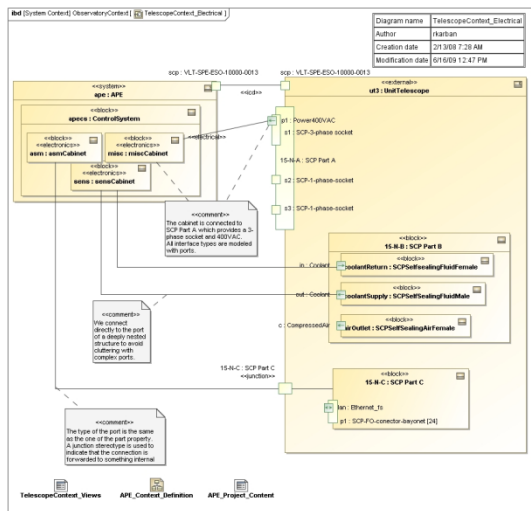 ibd [System Context] ObservatoryContext [ TelescopeContext_Electrical ]
Diagram name TelescopeContext_Electrical
Author rkarban
Creation date 2/13/08 7:28 AM
Modification date 6/16/09 12:47 PM
scp : VLT-SPE-ESO-10000-0013
scp : VLT-SPE-ESO-10000-0013
<<system>>
ape : APE
<<icd>>
<<external>>
ut3 : UnitTelescope
<<block>>
apecs : ControlSystem
<<block>>
<<electronics>>
asm : asmCabinet
<<block>>
<<electronics>>
misc : miscCabinet
<<block>>
<<electronics>>
sens : sensCabinet
<<electrical>>
p1 : Power400VAC
s1 : SCP-3-phase socket
15-N-A : SCP Part A
s2 : SCP-1-phase-socket
s3 : SCP-1-phase-socket
<<comment>>
The cabinet is connected to
SCP Part A which provides a 3-
phase socket and 400VAC.
All interface types are modeled
with ports.
<<block>>
15-N-B : SCP Part B
in : Coolant
<<block>>
coolantReturn : SCPSelfsealingFluidFemale
out : Coolant
<<block>>
coolantSupply : SCPSelfSealingFluidMale
c : CompressedAir
<<block>>
airOutlet : SCPSelfSealingAirFemale
<<comment>>
We connect
directly to the port
of a deeply nested
structure to avoid
cluttering with
complex ports.
15-N-C : SCP Part C
<<junction>>
<<block>>
15-N-C : SCP Part C
lan : Ethernet_fs
p1 : SCP-FO-conector-bayonet [24]
<<comment>>
The type of the port is the same
as the one of the part property.
A junction stereotype is used to
indicate that the connection is
forwarded to something internal
TelescopeContext_Views
APE_Context_Definition
APE_Project_Content